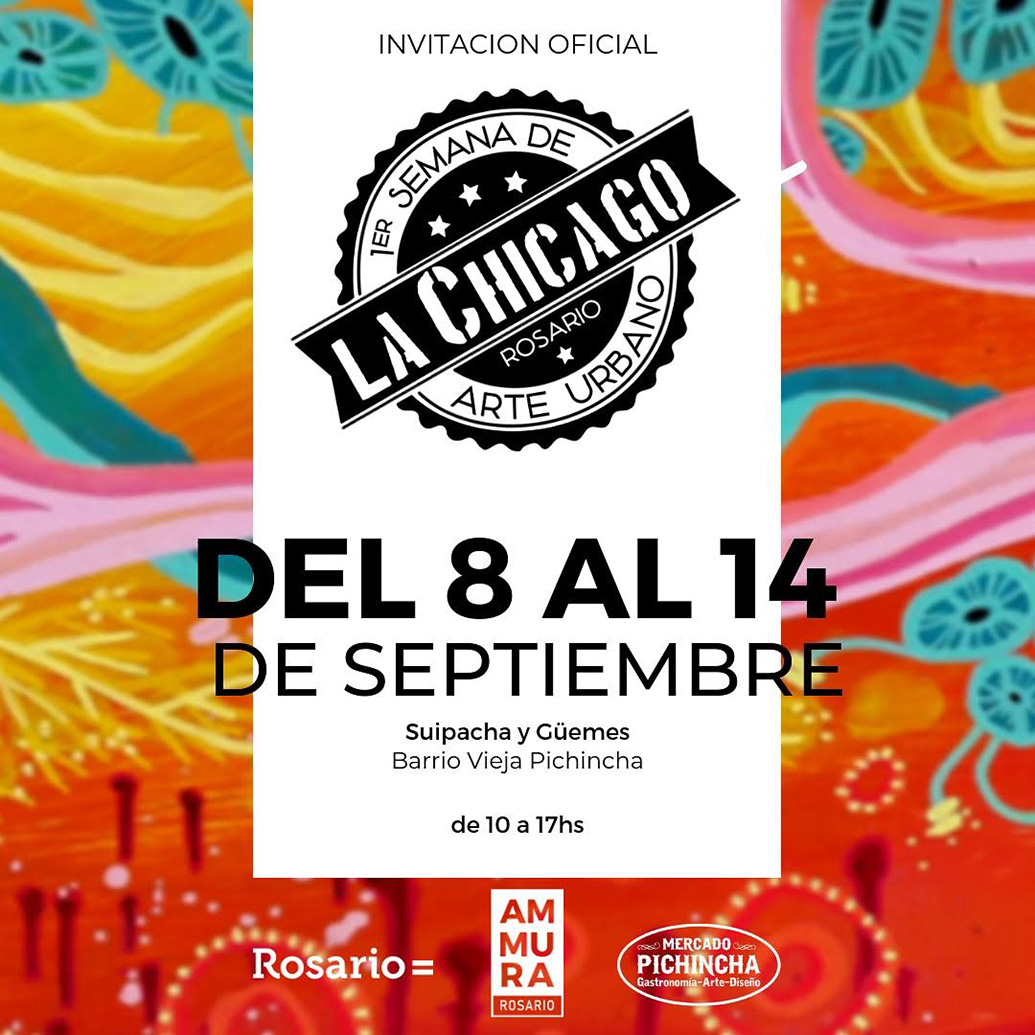 INVITACION OFICIAL
1ER SEMANA DE
LA CHICAGO
ROSARIO
ARTE URBANO
DEL 8 AL 14
DE SEPTIEMBRE
Suipacha y Güemes
Barrio Vieja Pichincha
de 10 a 17hs
Rosario=
AM
MU
RA
ROSARIO
MERCADO
PICHINCHA
Gastronomía-Arte-Diseño